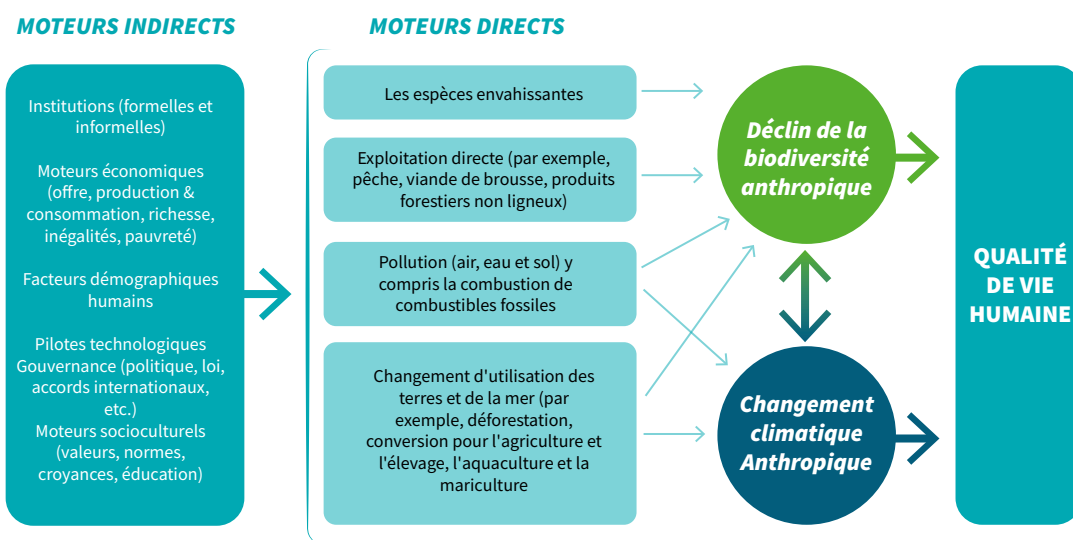 MOTEURS INDIRECTS
Institutions (formelles et
informelles)
Moteurs économiques
(offre, production &
consommation, richesse,
inégalités, pauvreté)
Facteurs démographiques
humains
Pilotes technologiques
Gouvernance (politique, loi,
accords internationaux,
etc.)
Moteurs socioculturels
(valeurs, normes,
croyances, éducation)
MOTEURS DIRECTS
Les espèces envahissantes
Exploitation directe (par exemple,
pêche, viande de brousse, produits
forestiers non ligneux)
Pollution (air, eau et sol) y
compris la combustion de
combustibles fossiles
Changement d'utilisation des
terres et de la mer (par
exemple, déforestation,
conversion pour l'agriculture et
l'élevage, l'aquaculture et la
mariculture
Déclin de la
biodiversité
anthropique
Changement
climatique
Anthropique
QUALITÉ
DE VIE
HUMAINE